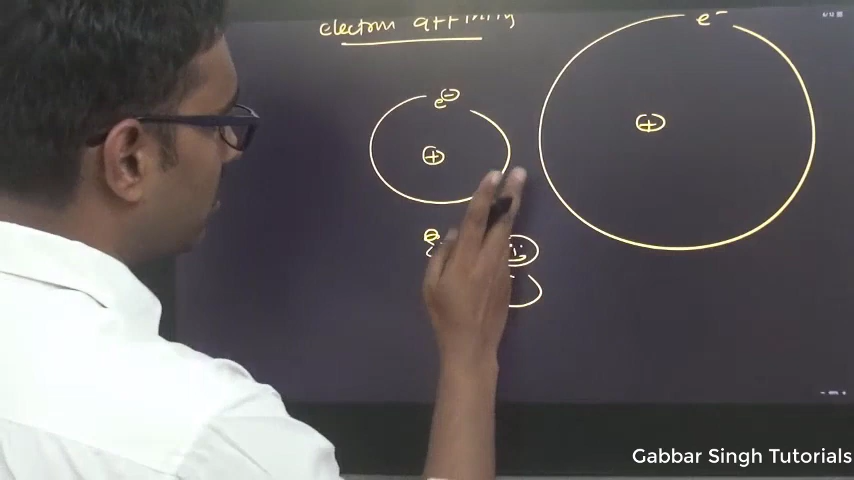 electron affinity
e⁻
e⊖
⊕
⊕
⊖
Gabbar Singh Tutorials